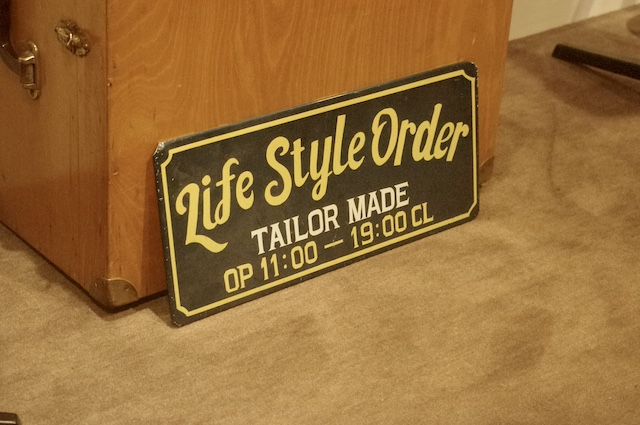 Life Style Order
TAILOR MADE
OP 11:00 — 19:00 CL